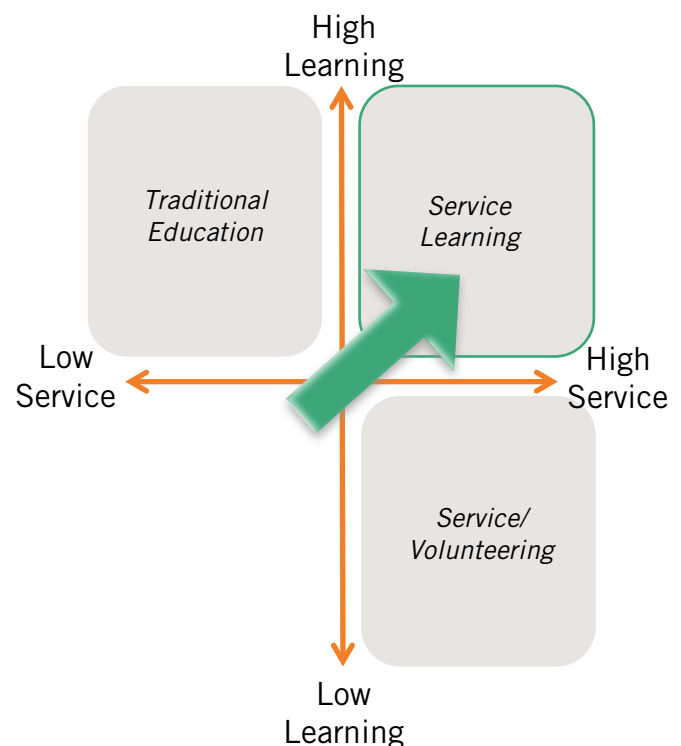 High
Learning
Traditional
Education
Service
Learning
Low
Service
High
Service
Service/
Volunteering
Low
Learning